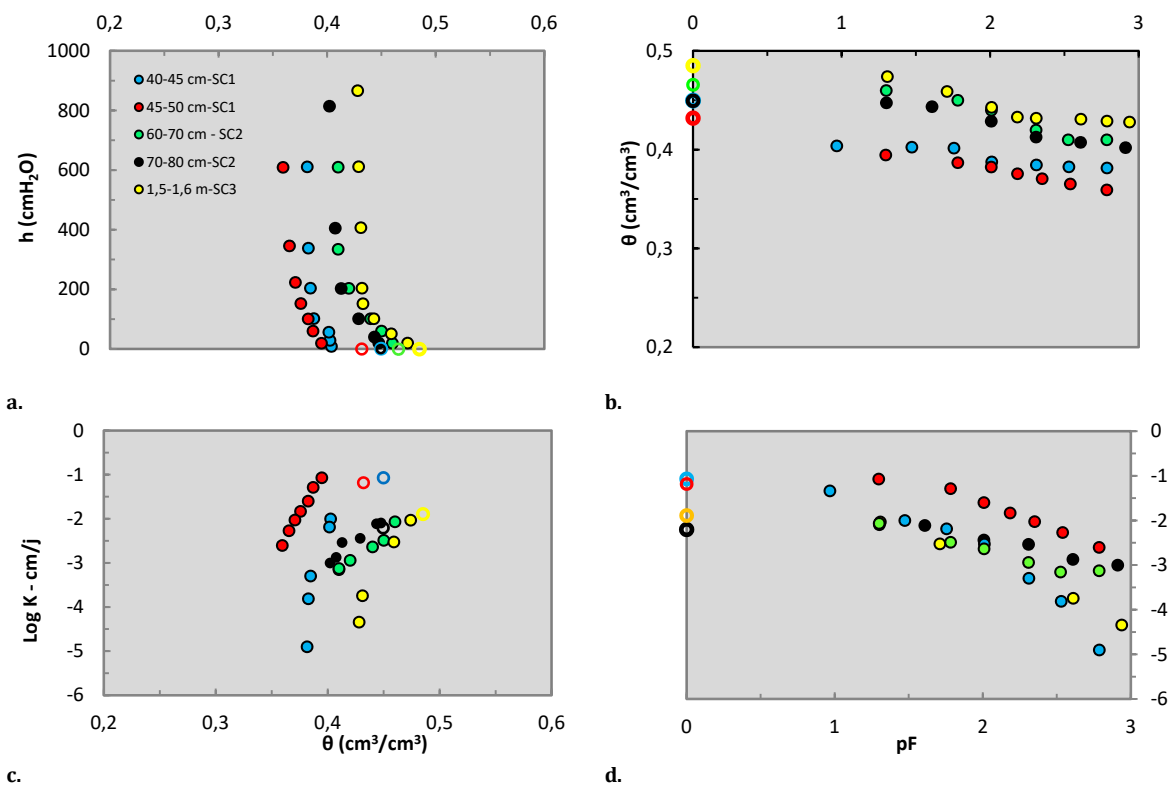 0,2 0,3 0,4 0,5 0,6
1000
800
600
400
200
0
h (cmH₂O)
40-45 cm-SC1
45-50 cm-SC1
60-70 cm - SC2
70-80 cm-SC2
1,5-1,6 m-SC3
a.
0 1 2 3
0,5
0,4
0,3
0,2
θ (cm³/cm³)
b.
0
-1
-2
-3
-4
-5
-6
Log K - cm/j
0,2 0,3 0,4 0,5 0,6
θ (cm³/cm³)
c.
0
-1
-2
-3
-4
-5
-6
0 1 2 3
pF
d.